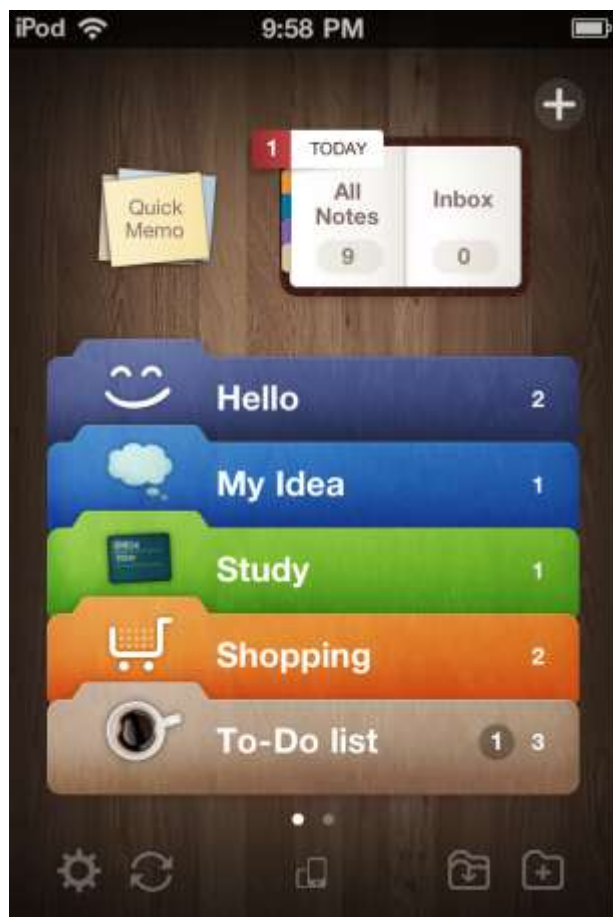 iPod 9:58 PM
1 TODAY
Quick
Memo
All
Notes
9
Inbox
0
Hello 2
My Idea 1
Study 1
Shopping 2
To-Do list 1 3